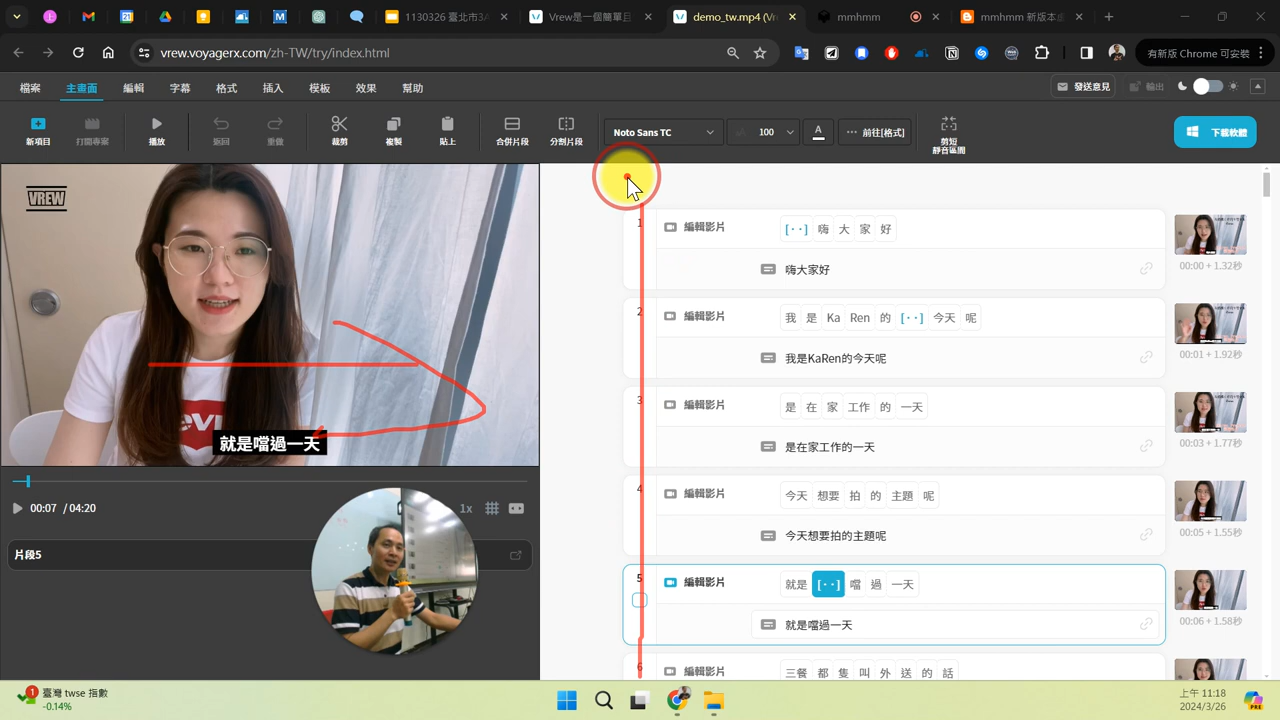 1130326 臺北市3A
Vrew是一個簡單且
demo_tw.mp4 (Vr
mmhmm
mmhmm 新版本虛
vrew.voyagerx.com/zh-TW/try/index.html
有新版 Chrome 可安裝
檔案 主畫面 編輯 字幕 格式 插入 模板 效果 幫助
發送意見 輸出
新項目 打開專案 播放 返回 重做 裁剪 複製 貼上 合併片段 分割片段
Noto Sans TC 100 A 前往[格式]
剪短
靜音區間
下載軟體
VREW
就是噹過一天
00:07 / 04:20 1x
片段5
1 編輯影片 [··] 嗨 大 家 好
嗨大家好
00:00 + 1.32秒
2 編輯影片 我 是 Ka Ren 的 [··] 今天 呢
我是KaRen的今天呢
00:01 + 1.92秒
3 編輯影片 是 在 家 工作 的 一天
是在家工作的一天
00:03 + 1.77秒
4 編輯影片 今天 想要 拍 的 主題 呢
今天想要拍的主題呢
00:05 + 1.55秒
5 編輯影片 就是 [··] 噹 過 一天
就是噹過一天
00:06 + 1.58秒
6 編輯影片 三餐 都 隻 叫 外 送 的 話
1 臺灣 twse 指數
-0.14%
上午 11:18
2024/3/26
PRE